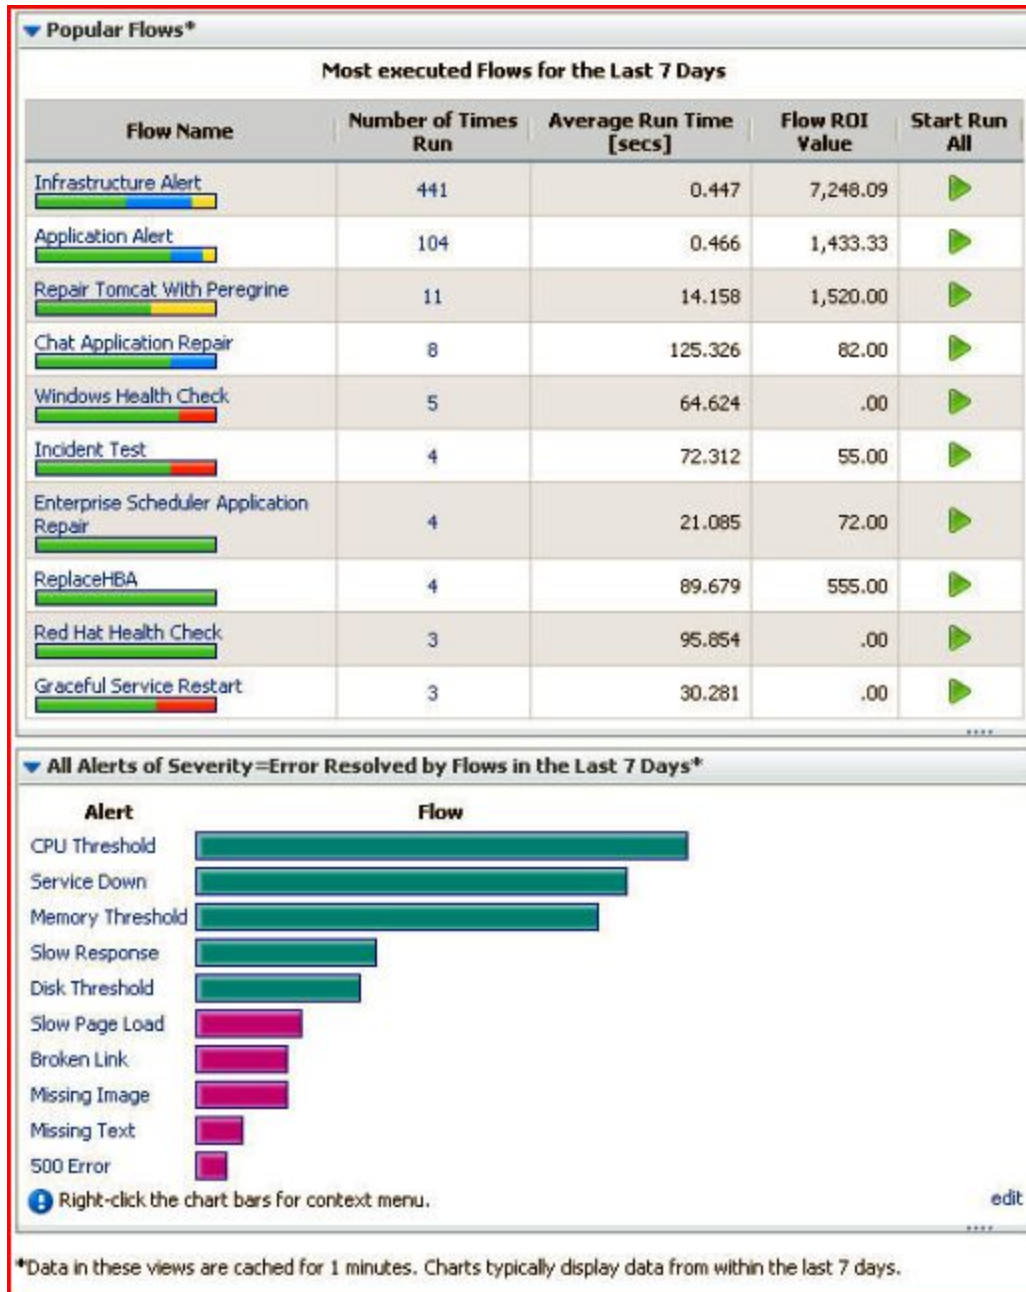 Popular Flows*
Most executed Flows for the Last 7 Days
Flow Name Number of Times Run Average Run Time [secs] Flow ROI Value Start Run All
Infrastructure Alert 441 0.447 7,248.09
Application Alert 104 0.466 1,433.33
Repair Tomcat With Peregrine 11 14.158 1,520.00
Chat Application Repair 8 125.326 82.00
Windows Health Check 5 64.624 .00
Incident Test 4 72.312 55.00
Enterprise Scheduler Application Repair 4 21.085 72.00
ReplaceHBA 4 89.679 555.00
Red Hat Health Check 3 95.854 .00
Graceful Service Restart 3 30.281 .00
All Alerts of Severity=Error Resolved by Flows in the Last 7 Days*
Alert Flow
CPU Threshold
Service Down
Memory Threshold
Slow Response
Disk Threshold
Slow Page Load
Broken Link
Missing Image
Missing Text
500 Error
Right-click the chart bars for context menu. edit
*Data in these views are cached for 1 minutes. Charts typically display data from within the last 7 days.